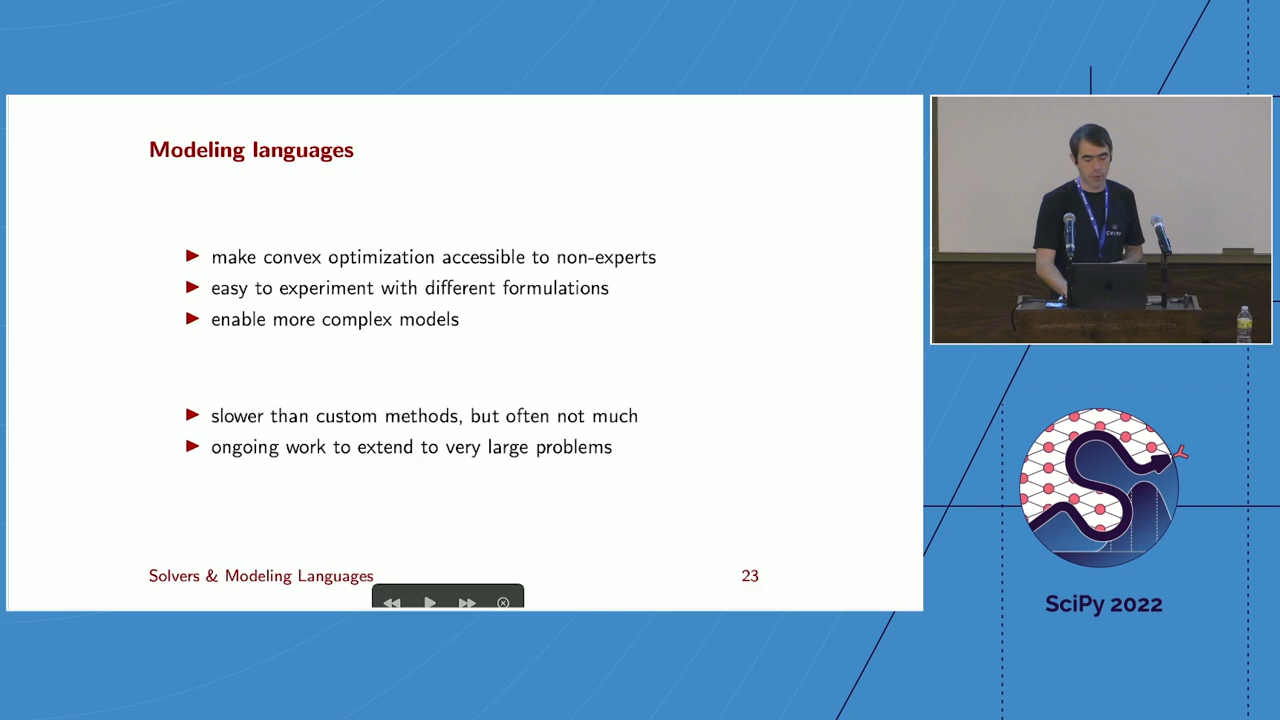 Modeling languages
make convex optimization accessible to non-experts
easy to experiment with different formulations
enable more complex models
slower than custom methods, but often not much
ongoing work to extend to very large problems
Solvers & Modeling Languages 23
SciPy 2022